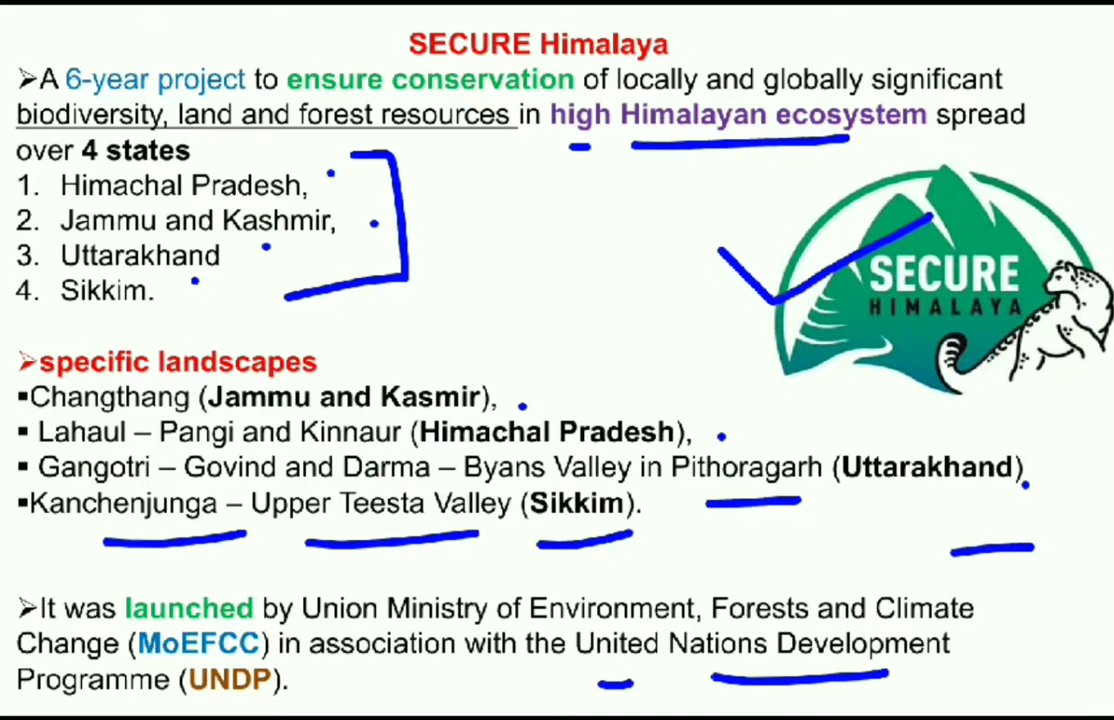 SECURE Himalaya
➢A 6-year project to ensure conservation of locally and globally significant
biodiversity, land and forest resources in high Himalayan ecosystem spread
over 4 states
1. Himachal Pradesh,
2. Jammu and Kashmir,
3. Uttarakhand
4. Sikkim.
SECURE
HIMALAYA
➢specific landscapes
▪Changthang (Jammu and Kasmir),
▪ Lahaul – Pangi and Kinnaur (Himachal Pradesh),
▪ Gangotri – Govind and Darma – Byans Valley in Pithoragarh (Uttarakhand)
▪Kanchenjunga – Upper Teesta Valley (Sikkim).
➢It was launched by Union Ministry of Environment, Forests and Climate
Change (MoEFCC) in association with the United Nations Development
Programme (UNDP).